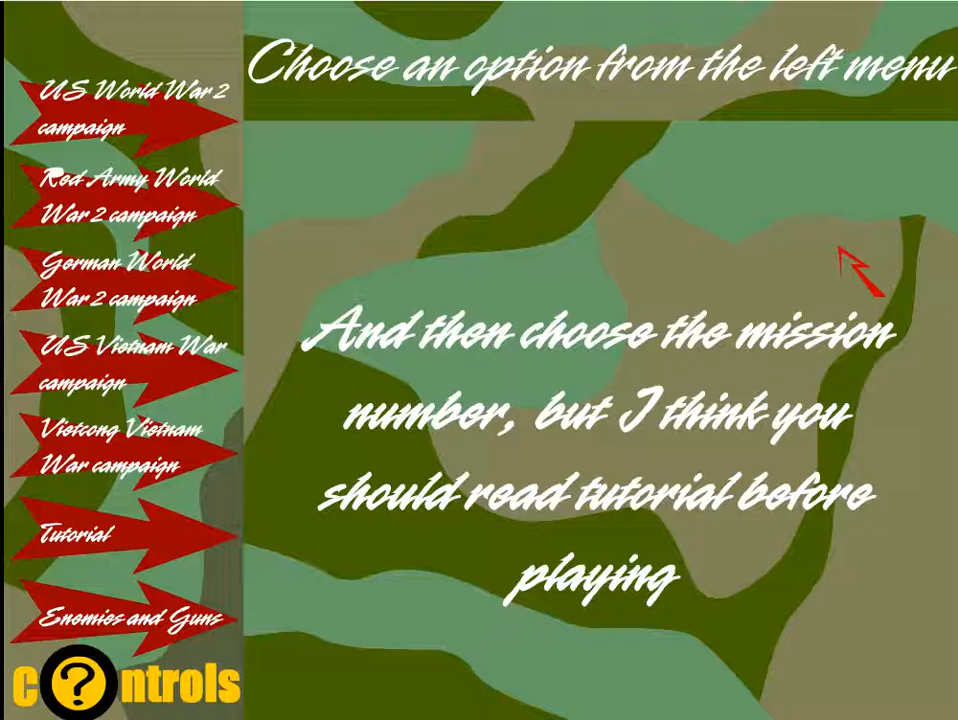 Choose an option from the left menu
US World War 2
campaign
Red Army World
War 2 campaign
German World
War 2 campaign
US Vietnam War
campaign
Vietcong Vietnam
War campaign
Tutorial
Enemies and Guns
c?ntrols
And then choose the mission
number, but I think you
should read tutorial before
playing